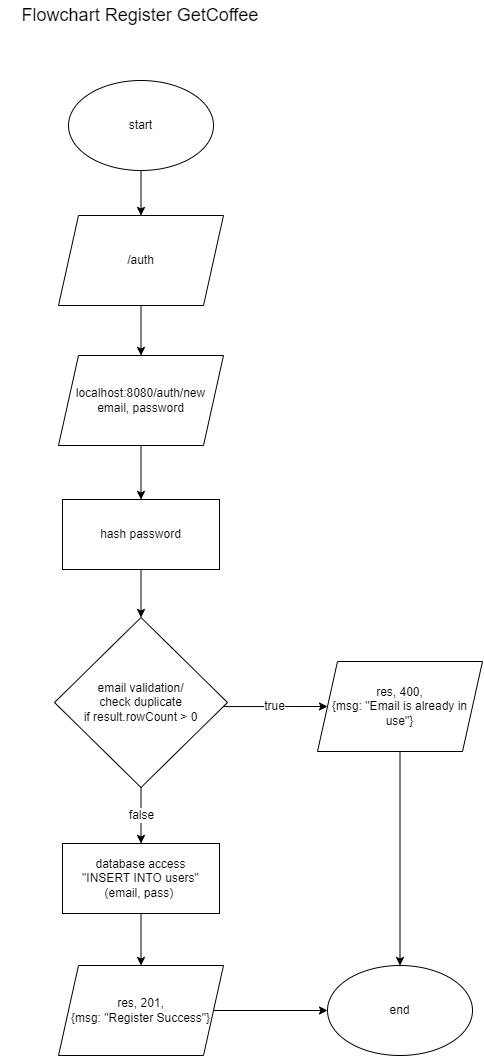 Flowchart Register GetCoffee
start
/auth
localhost:8080/auth/new
email, password
hash password
email validation/
check duplicate
if result.rowCount > 0
true
res, 400,
{msg: "Email is already in
use"}
false
database access
"INSERT INTO users"
(email, pass)
res, 201,
{msg: "Register Success"}
end